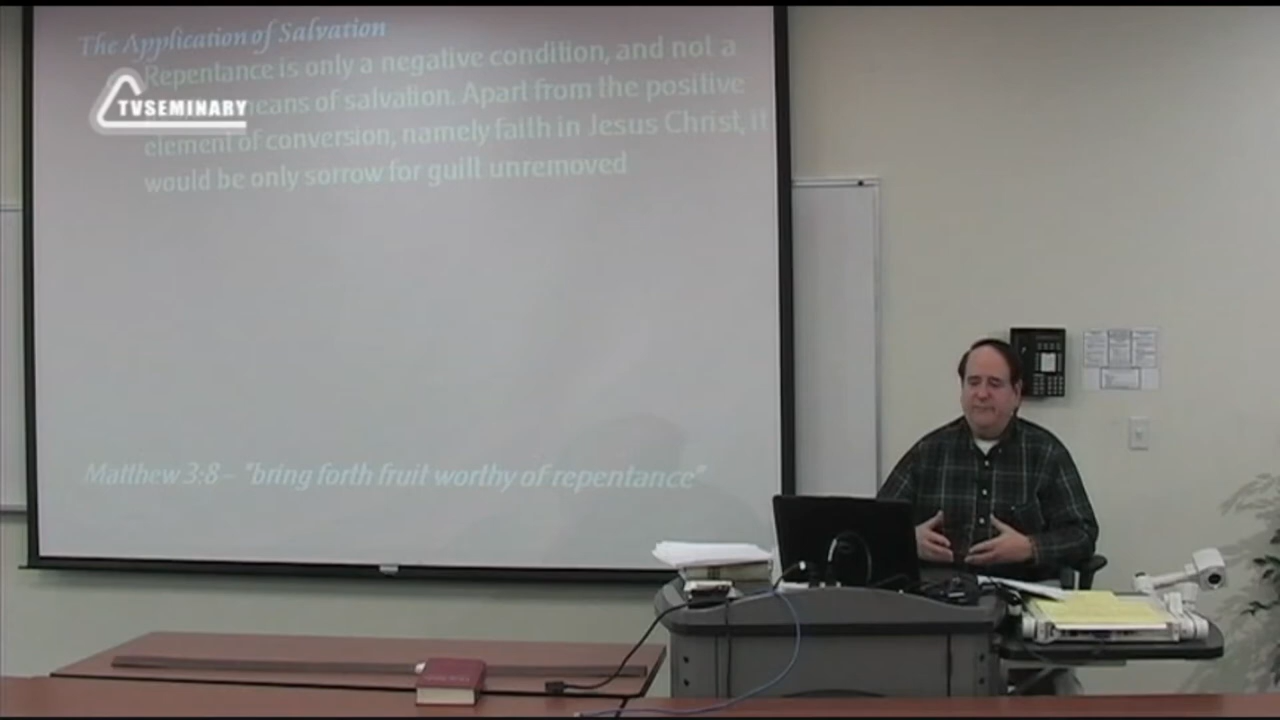 The Application of Salvation
Repentance is only a negative condition, and not a
means of salvation. Apart from the positive
element of conversion, namely faith in Jesus Christ, it
would be only sorrow for guilt unremoved
TVSEMINARY
Matthew 3:8 – "bring forth fruit worthy of repentance"